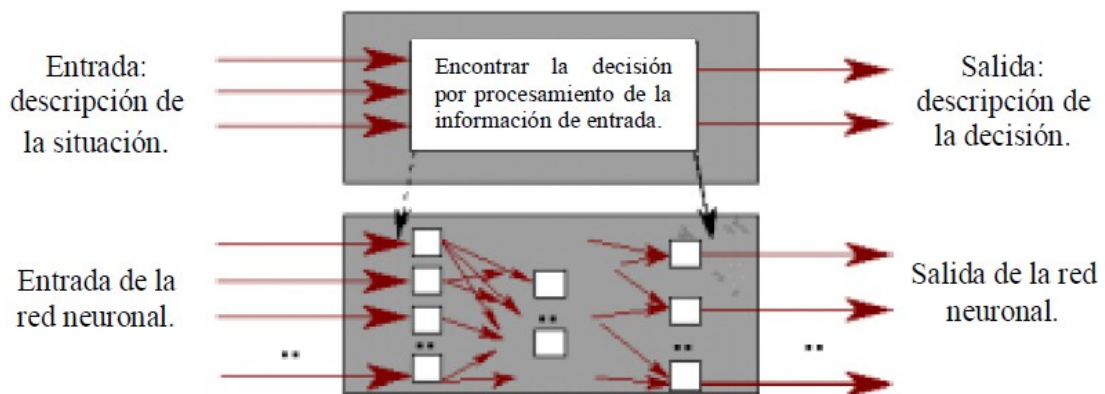 Entrada:
descripción de
la situación.
Encontrar la decisión
por procesamiento de la
información de entrada.
Salida:
descripción de
la decisión.
Entrada de la
red neuronal.
Salida de la red
neuronal.